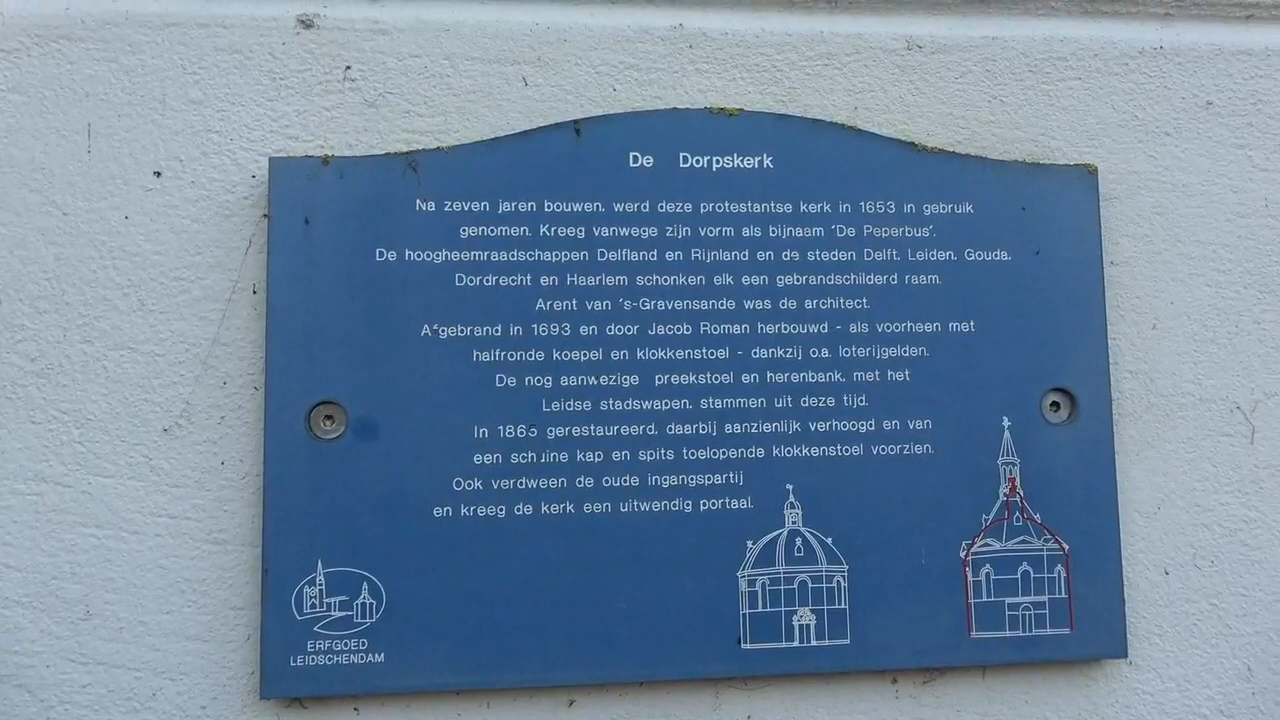 De Dorpskerk
Na zeven jaren bouwen, werd deze protestantse kerk in 1653 in gebruik
genomen. Kreeg vanwege zijn vorm als bijnaam 'De Peperbus'.
De hoogheemraadschappen Delfland en Rijnland en de steden Delft, Leiden, Gouda,
Dordrecht en Haarlem schonken elk een gebrandschilderd raam.
Arent van 's-Gravensande was de architect.
Afgebrand in 1693 en door Jacob Roman herbouwd - als voorheen met
halfronde koepel en klokkenstoel - dankzij o.a. loterijgelden.
De nog aanwezige preekstoel en herenbank, met het
Leidse stadswapen, stammen uit deze tijd.
In 1865 gerestaureerd, daarbij aanzienlijk verhoogd en van
een schuine kap en spits toelopende klokkenstoel voorzien.
Ook verdween de oude ingangspartij
en kreeg de kerk een uitwendig portaal.
ERFGOED
LEIDSCHENDAM